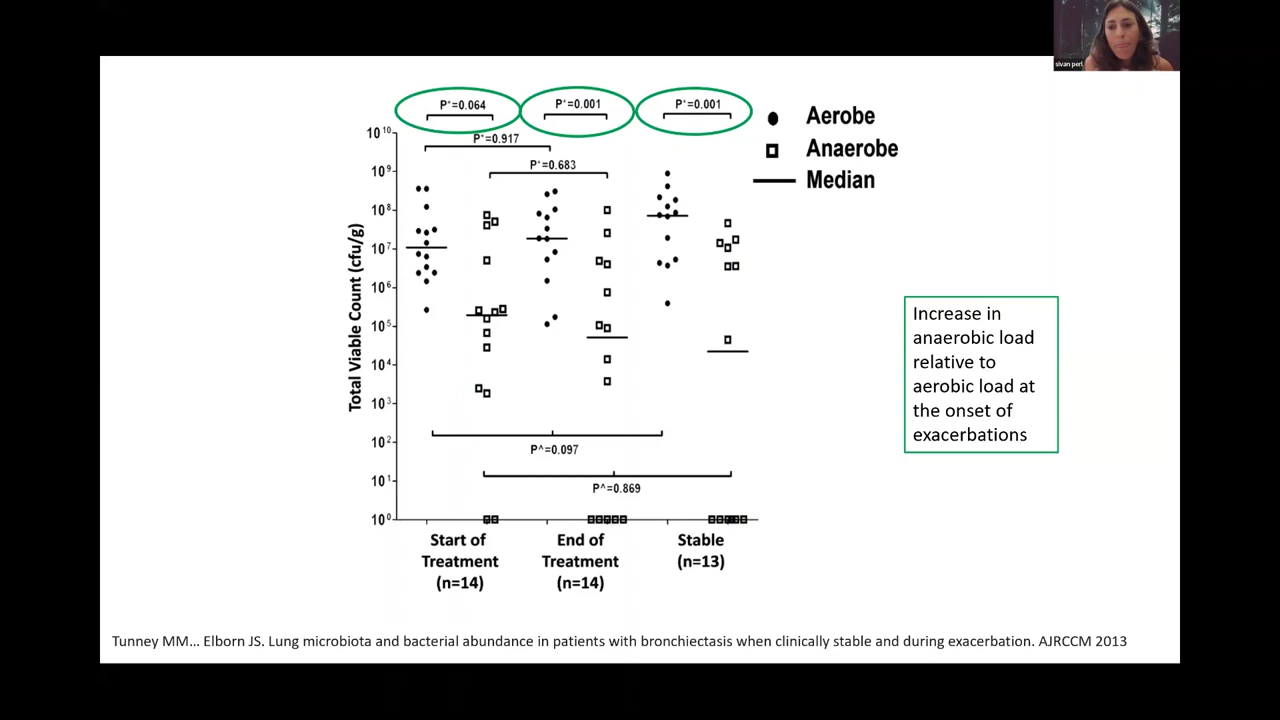 sivan perl
P*=0.064
P*=0.001
P*=0.001
P*=0.917
P*=0.683
Aerobe
Anaerobe
Median
Total Viable Count (cfu/g)
10^10
10^9
10^8
10^7
10^6
10^5
10^4
10^3
10^2
10^1
10^0
P^=0.097
P^=0.869
Start of
Treatment
(n=14)
End of
Treatment
(n=14)
Stable
(n=13)
Increase in
anaerobic load
relative to
aerobic load at
the onset of
exacerbations
Tunney MM... Elborn JS. Lung microbiota and bacterial abundance in patients with bronchiectasis when clinically stable and during exacerbation. AJRCCM 2013